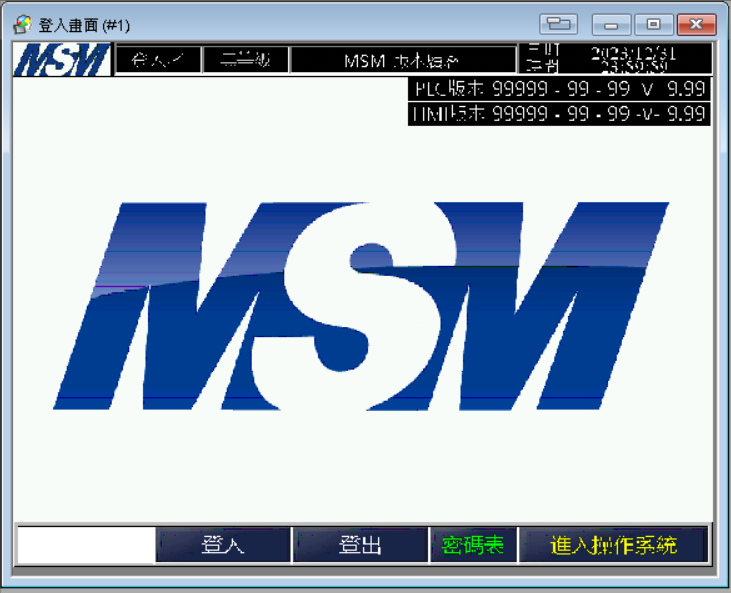 登入畫面 (#1)
MSM 登入 MSM
PLC版本 99999 - 99 - 99 -V- 9.99
HMI版本 99999 - 99 - 99 -V- 9.99
MSM
登入 登出 密碼表 進入操作系統